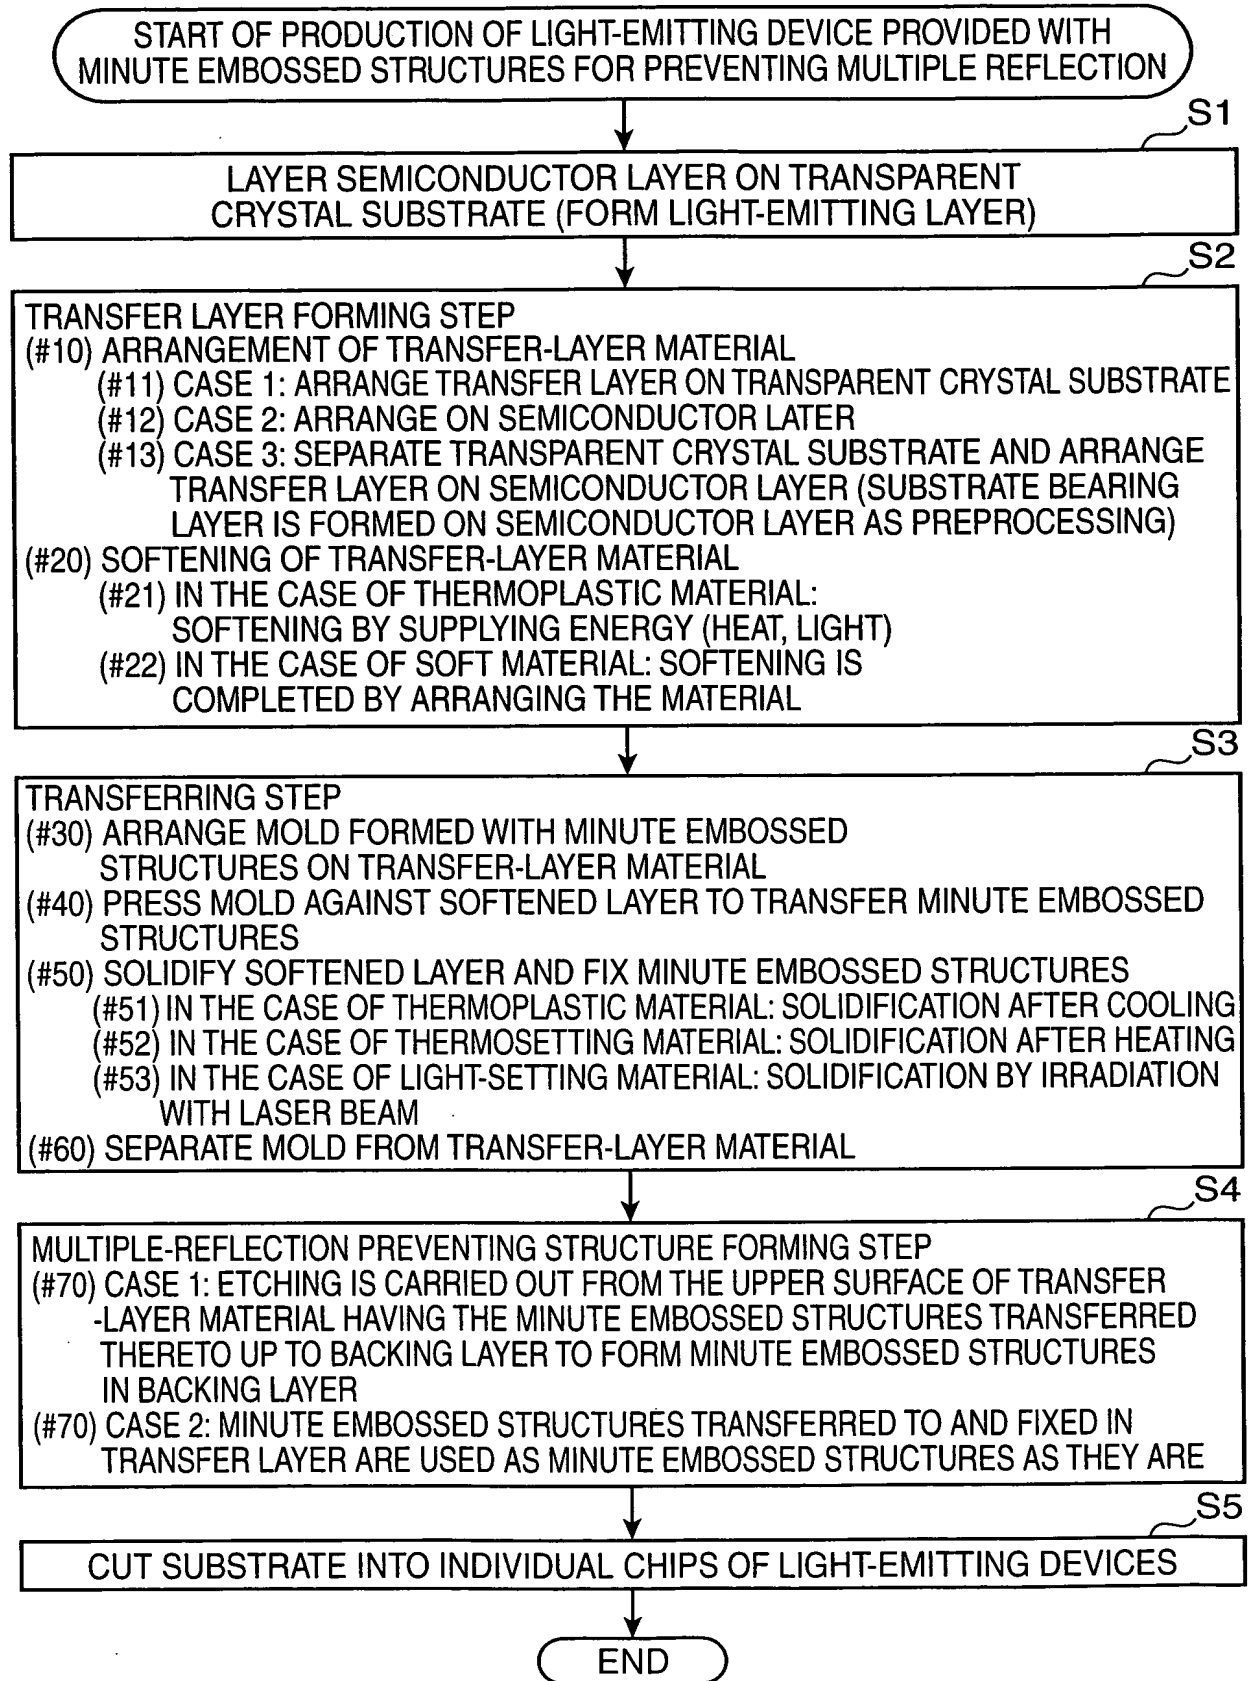 START OF PRODUCTION OF LIGHT-EMITTING DEVICE PROVIDED WITH
MINUTE EMBOSSED STRUCTURES FOR PREVENTING MULTIPLE REFLECTION
S1
LAYER SEMICONDUCTOR LAYER ON TRANSPARENT
CRYSTAL SUBSTRATE (FORM LIGHT-EMITTING LAYER)
S2
TRANSFER LAYER FORMING STEP
(#10) ARRANGEMENT OF TRANSFER-LAYER MATERIAL
(#11) CASE 1: ARRANGE TRANSFER LAYER ON TRANSPARENT CRYSTAL SUBSTRATE
(#12) CASE 2: ARRANGE ON SEMICONDUCTOR LATER
(#13) CASE 3: SEPARATE TRANSPARENT CRYSTAL SUBSTRATE AND ARRANGE
TRANSFER LAYER ON SEMICONDUCTOR LAYER (SUBSTRATE BEARING
LAYER IS FORMED ON SEMICONDUCTOR LAYER AS PREPROCESSING)
(#20) SOFTENING OF TRANSFER-LAYER MATERIAL
(#21) IN THE CASE OF THERMOPLASTIC MATERIAL:
SOFTENING BY SUPPLYING ENERGY (HEAT, LIGHT)
(#22) IN THE CASE OF SOFT MATERIAL: SOFTENING IS
COMPLETED BY ARRANGING THE MATERIAL
S3
TRANSFERRING STEP
(#30) ARRANGE MOLD FORMED WITH MINUTE EMBOSSED
STRUCTURES ON TRANSFER-LAYER MATERIAL
(#40) PRESS MOLD AGAINST SOFTENED LAYER TO TRANSFER MINUTE EMBOSSED
STRUCTURES
(#50) SOLIDIFY SOFTENED LAYER AND FIX MINUTE EMBOSSED STRUCTURES
(#51) IN THE CASE OF THERMOPLASTIC MATERIAL: SOLIDIFICATION AFTER COOLING
(#52) IN THE CASE OF THERMOSETTING MATERIAL: SOLIDIFICATION AFTER HEATING
(#53) IN THE CASE OF LIGHT-SETTING MATERIAL: SOLIDIFICATION BY IRRADIATION
WITH LASER BEAM
(#60) SEPARATE MOLD FROM TRANSFER-LAYER MATERIAL
S4
MULTIPLE-REFLECTION PREVENTING STRUCTURE FORMING STEP
(#70) CASE 1: ETCHING IS CARRIED OUT FROM THE UPPER SURFACE OF TRANSFER
-LAYER MATERIAL HAVING THE MINUTE EMBOSSED STRUCTURES TRANSFERRED
THERETO UP TO BACKING LAYER TO FORM MINUTE EMBOSSED STRUCTURES
IN BACKING LAYER
(#70) CASE 2: MINUTE EMBOSSED STRUCTURES TRANSFERRED TO AND FIXED IN
TRANSFER LAYER ARE USED AS MINUTE EMBOSSED STRUCTURES AS THEY ARE
S5
CUT SUBSTRATE INTO INDIVIDUAL CHIPS OF LIGHT-EMITTING DEVICES
END